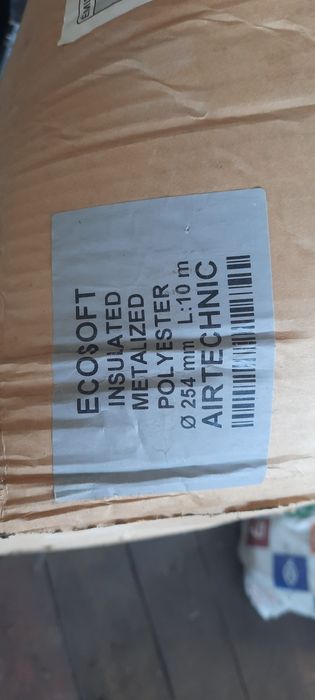 ECOSOFT
INSULATED
METALIZED
POLYESTER
Ø 254 mm L:10 m
AIRTECHNIC